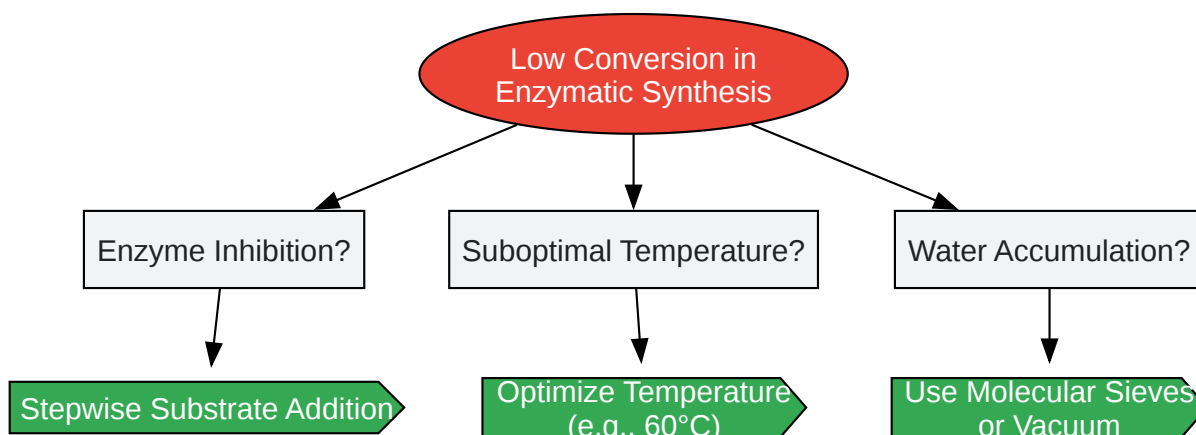 Low Conversion in
Enzymatic Synthesis
Enzyme Inhibition?
Suboptimal Temperature?
Water Accumulation?
Stepwise Substrate Addition
Optimize Temperature
(e.g., 60°C)
Use Molecular Sieves
or Vacuum